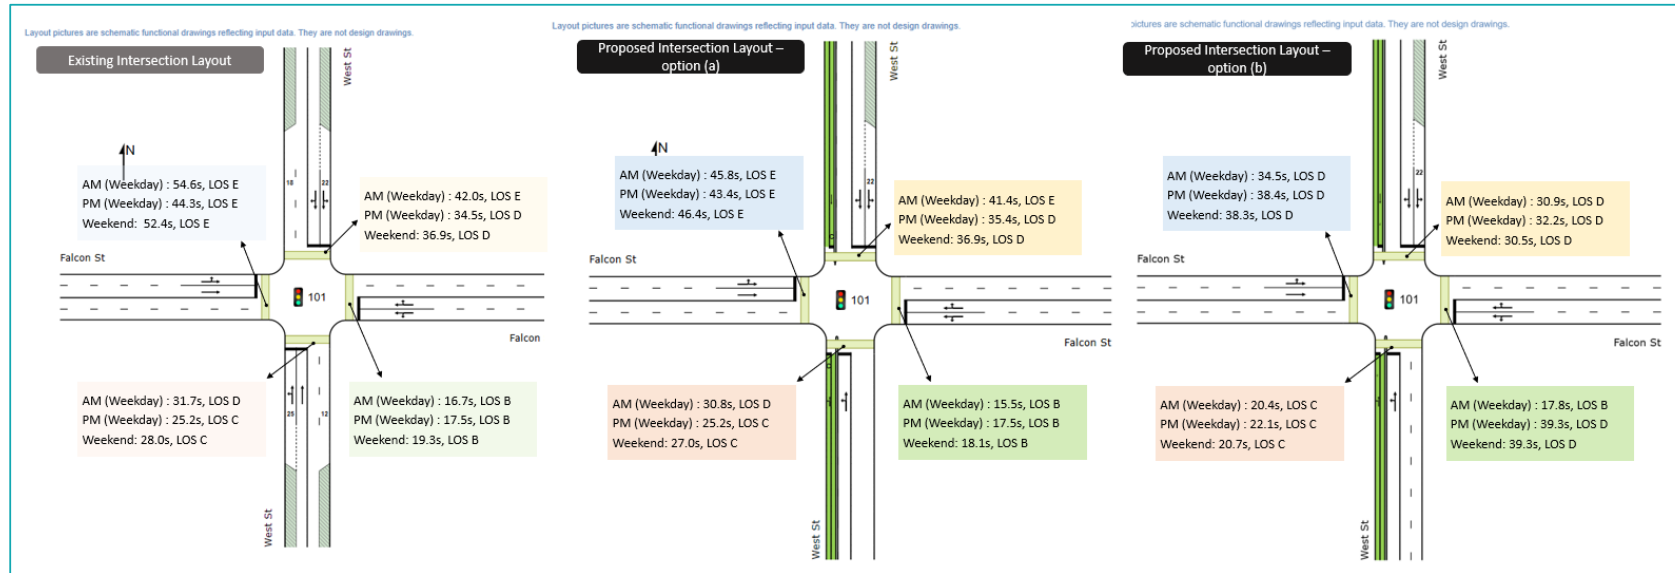 Layout pictures are schematic functional drawings reflecting input data. They are not design drawings.
Existing Intersection Layout
West St
N
AM (Weekday) : 54.6s, LOS E
PM (Weekday) : 44.3s, LOS E
Weekend: 52.4s, LOS E
18
22
AM (Weekday) : 42.0s, LOS E
PM (Weekday) : 34.5s, LOS D
Weekend: 36.9s, LOS D
Falcon St
101
Falcon
AM (Weekday) : 31.7s, LOS D
PM (Weekday) : 25.2s, LOS C
Weekend: 28.0s, LOS C
25
12
AM (Weekday) : 16.7s, LOS B
PM (Weekday) : 17.5s, LOS B
Weekend: 19.3s, LOS B
West St
Layout pictures are schematic functional drawings reflecting input data. They are not design drawings.
Proposed Intersection Layout –
option (a)
West St
N
AM (Weekday) : 45.8s, LOS E
PM (Weekday) : 43.4s, LOS E
Weekend: 46.4s, LOS E
22
AM (Weekday) : 41.4s, LOS E
PM (Weekday) : 35.4s, LOS D
Weekend: 36.9s, LOS D
Falcon St
101
Falcon St
AM (Weekday) : 30.8s, LOS D
PM (Weekday) : 25.2s, LOS C
Weekend: 27.0s, LOS C
AM (Weekday) : 15.5s, LOS B
PM (Weekday) : 17.5s, LOS B
Weekend: 18.1s, LOS B
West St
pictures are schematic functional drawings reflecting input data. They are not design drawings.
Proposed Intersection Layout –
option (b)
West St
AM (Weekday) : 34.5s, LOS D
PM (Weekday) : 38.4s, LOS D
Weekend: 38.3s, LOS D
22
AM (Weekday) : 30.9s, LOS D
PM (Weekday) : 32.2s, LOS D
Weekend: 30.5s, LOS D
Falcon St
101
Falcon St
AM (Weekday) : 20.4s, LOS C
PM (Weekday) : 22.1s, LOS C
Weekend: 20.7s, LOS C
AM (Weekday) : 17.8s, LOS B
PM (Weekday) : 39.3s, LOS D
Weekend: 39.3s, LOS D
West St